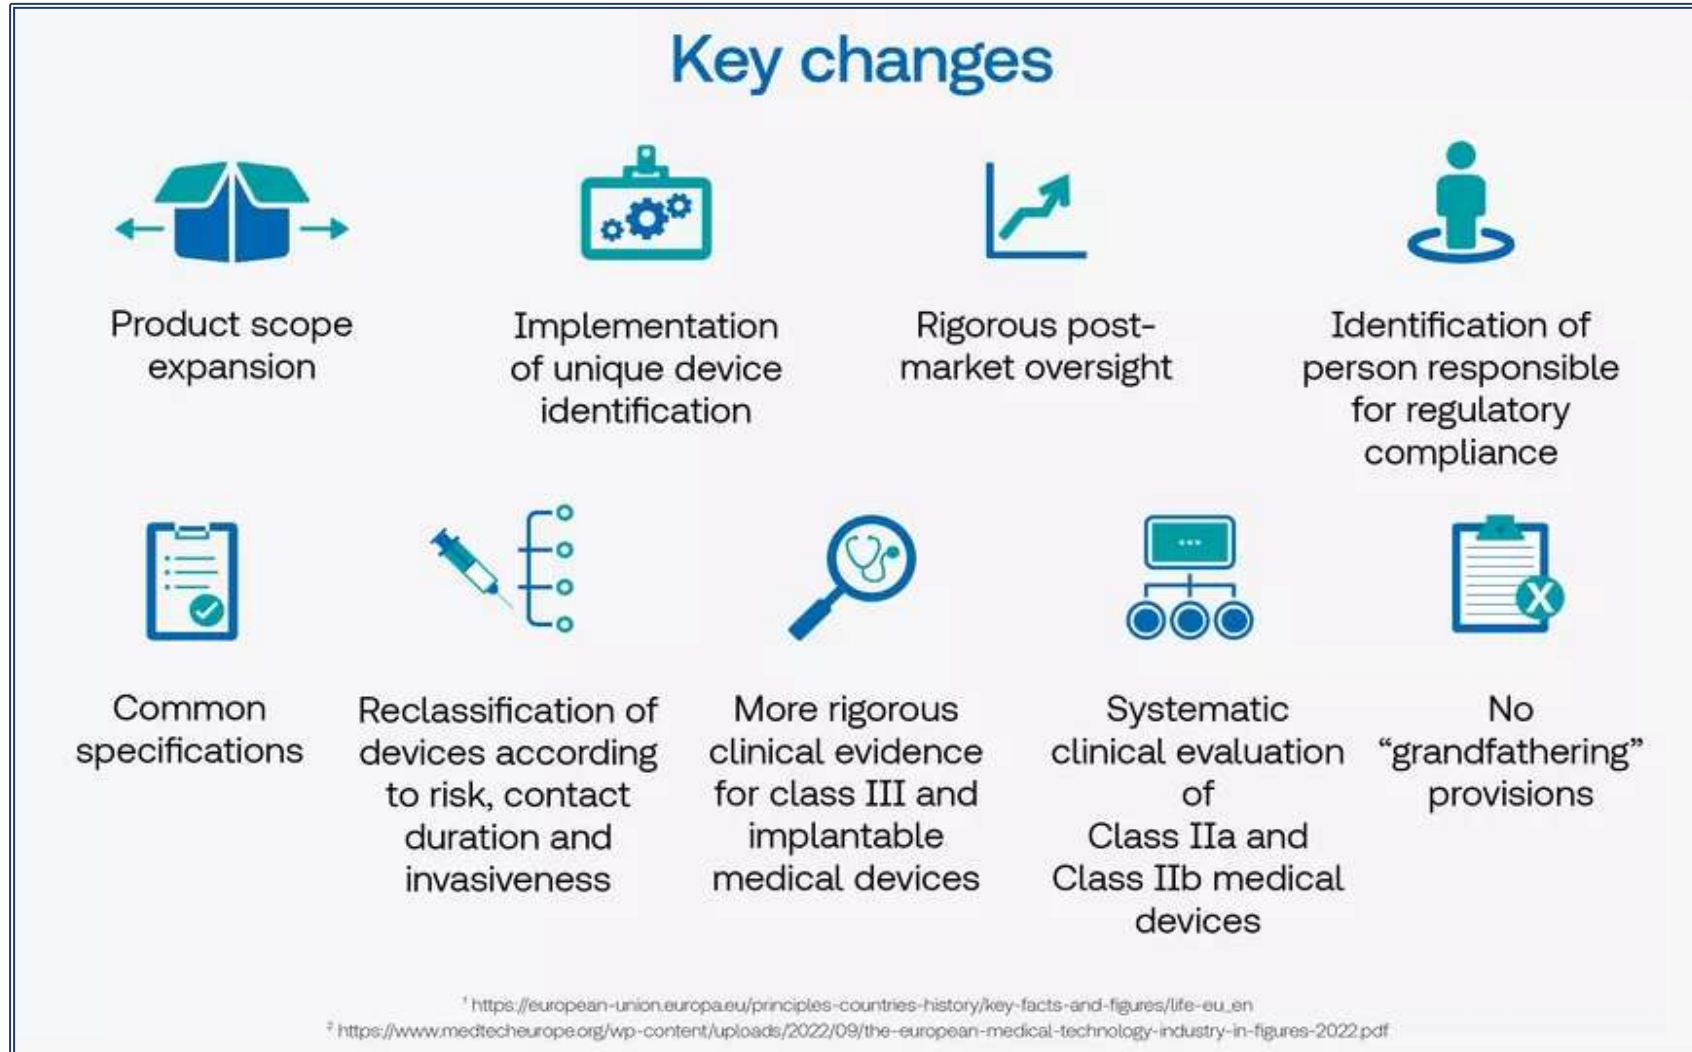 Key changes
Product scope
expansion
Implementation
of unique device
identification
Rigorous post-
market oversight
Identification of
person responsible
for regulatory
compliance
Common
specifications
Reclassification of
devices according
to risk, contact
duration and
invasiveness
More rigorous
clinical evidence
for class III and
implantable
medical devices
Systematic
clinical evaluation
of
Class IIa and
Class IIb medical
devices
X
No
“grandfathering”
provisions
¹ https://european-union.europa.eu/principles-countries-history/key-facts-and-figures/life-eu_en
² https://www.medtecheurope.org/wp-content/uploads/2022/09/the-european-medical-technology-industry-in-figures-2022.pdf